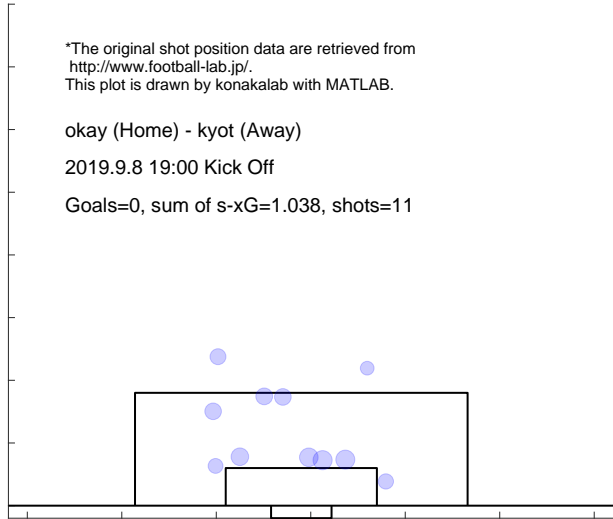 *The original shot position data are retrieved from
http://www.football-lab.jp/.
This plot is drawn by konakalab with MATLAB.
okay (Home) - kyot (Away)
2019.9.8 19:00 Kick Off
Goals=0, sum of s-xG=1.038, shots=11